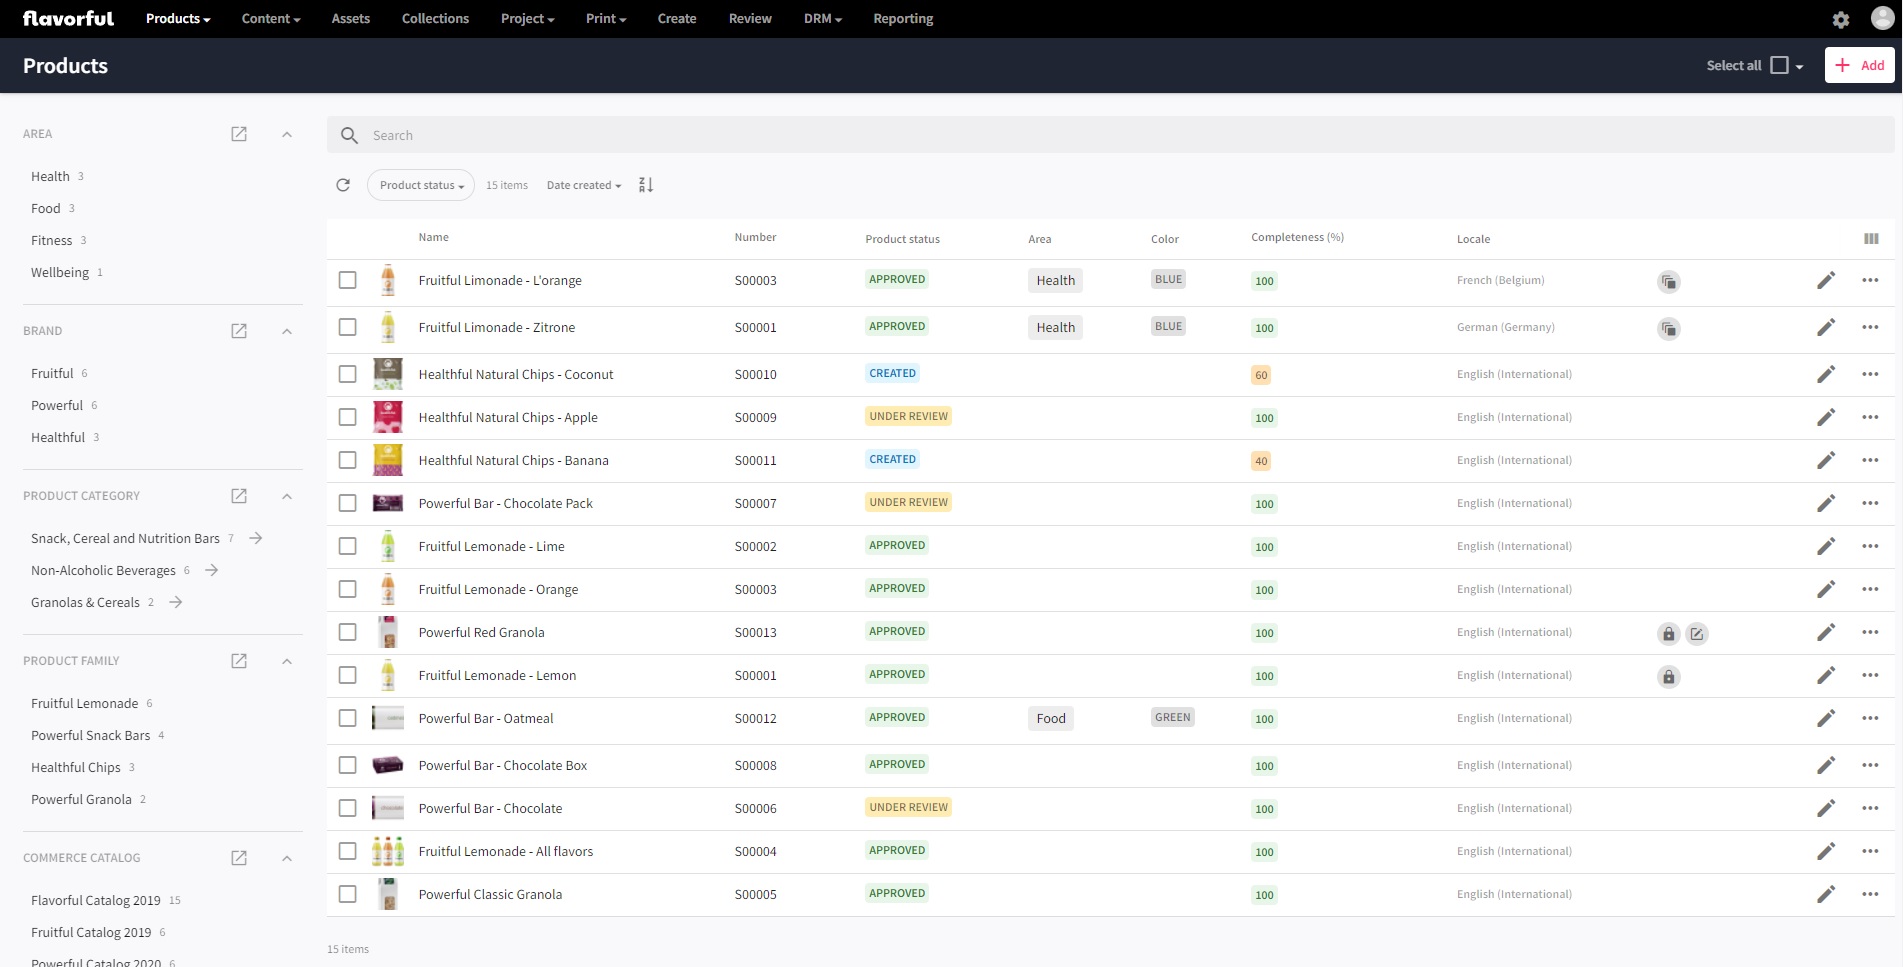 flavorful Products Content Assets Collections Project Print Create Review DRM Reporting
Products Select all Add
AREA
Health 3
Food 3
Fitness 3
Wellbeing 1
BRAND
Fruitful 6
Powerful 6
Healthful 3
PRODUCT CATEGORY
Snack, Cereal and Nutrition Bars 7
Non-Alcoholic Beverages 6
Granolas & Cereals 2
PRODUCT FAMILY
Fruitful Lemonade 6
Powerful Snack Bars 4
Healthful Chips 3
Powerful Granola 2
COMMERCE CATALOG
Flavorful Catalog 2019 15
Fruitful Catalog 2019 6
Powerful Catalog 2020 6
Search
Product status 15 items Date created Z A
Name Number Product status Area Color Completeness (%) Locale
Fruitful Limonade - L'orange S00003 APPROVED Health BLUE 100 French (Belgium)
Fruitful Limonade - Zitrone S00001 APPROVED Health BLUE 100 German (Germany)
Healthful Natural Chips - Coconut S00010 CREATED 60 English (International)
Healthful Natural Chips - Apple S00009 UNDER REVIEW 100 English (International)
Healthful Natural Chips - Banana S00011 CREATED 40 English (International)
Powerful Bar - Chocolate Pack S00007 UNDER REVIEW 100 English (International)
Fruitful Lemonade - Lime S00002 APPROVED 100 English (International)
Fruitful Lemonade - Orange S00003 APPROVED 100 English (International)
Powerful Red Granola S00013 APPROVED 100 English (International)
Fruitful Lemonade - Lemon S00001 APPROVED 100 English (International)
Powerful Bar - Oatmeal S00012 APPROVED Food GREEN 100 English (International)
Powerful Bar - Chocolate Box S00008 APPROVED 100 English (International)
Powerful Bar - Chocolate S00006 UNDER REVIEW 100 English (International)
Fruitful Lemonade - All flavors S00004 APPROVED 100 English (International)
Powerful Classic Granola S00005 APPROVED 100 English (International)
15 items